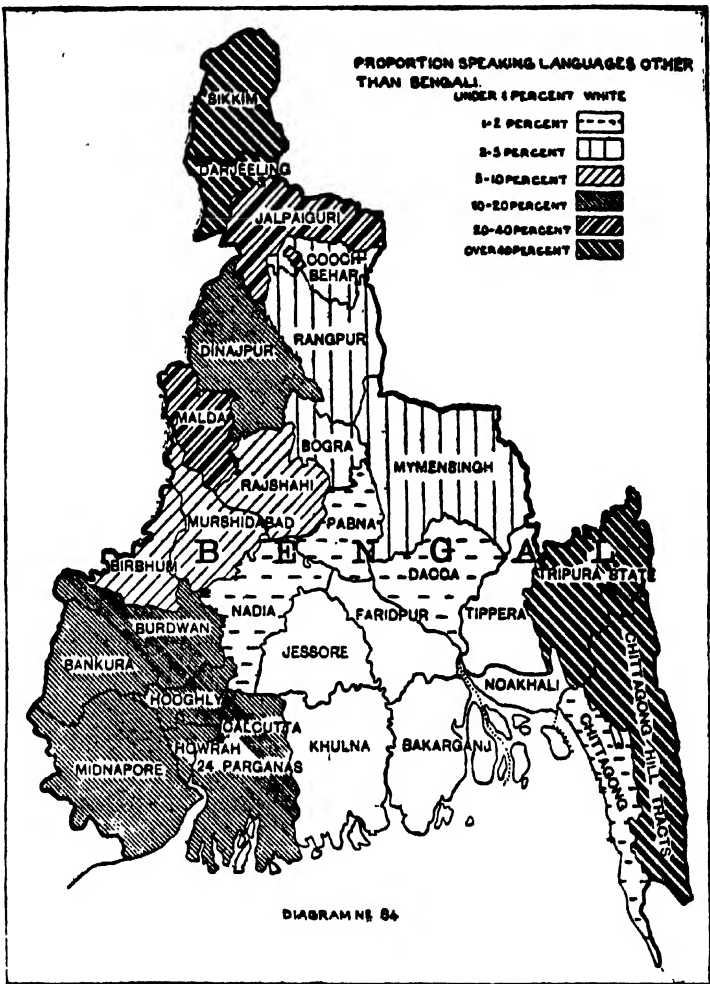 PROPORTION SPEAKING LANGUAGES OTHER
THAN BENGALI.
UNDER 1 PERCENT WHITE
1-2 PERCENT
2-5 PERCENT
5-10 PERCENT
10-20 PERCENT
20-40 PERCENT
OVER 40 PERCENT
SIKKIM
DARJEELING
JALPAIGURI
COOCH
BEHAR
RANGPUR
DINAJPUR
MALDA
BOGRA
MYMENSINGH
RAJSHAHI
PABNA
MURSHIDABAD
BENGAL
BIRBHUM
DACCA
TRIPURA STATE
NADIA
FARIDPUR
TIPPERA
BURDWAN
BANKURA
JESSORE
NOAKHALI
CHITTAGONG HILL TRACTS
CHITTAGONG
HOOGHLY
CALCUTTA
HOWRAH
24 PARGANAS
MIDNAPORE
KHULNA
BAKARGANJ
DIAGRAM NO 84